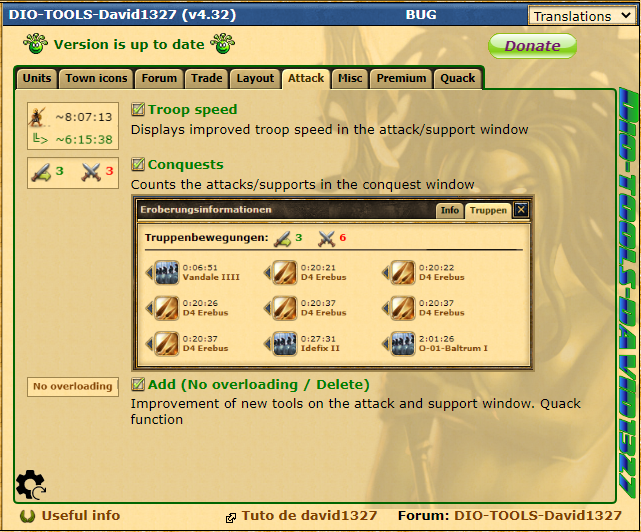 DIO-TOOLS-David1327 (v4.32) BUG Translations
Version is up to date Donate
Units Town icons Forum Trade Layout Attack Misc Premium Quack
~8:07:13 Troop speed
~6:15:38 Displays improved troop speed in the attack/support window
3 3 Conquests
Counts the attacks/supports in the conquest window
Eroberungsinformationen Info Truppen
Truppenbewegungen: 3 6
0:06:51 0:20:21 0:20:22
Vandale IIII D4 Erebus D4 Erebus
0:20:26 0:20:37 0:20:37
D4 Erebus D4 Erebus D4 Erebus
0:20:37 0:27:31 2:01:26
D4 Erebus Idefix II O-01-Baltrum I
No overloading Add (No overloading / Delete)
Improvement of new tools on the attack and support window. Quack
function
DIO-TOOLS-DAVID1327
Useful info Tuto de david1327 Forum: DIO-TOOLS-David1327